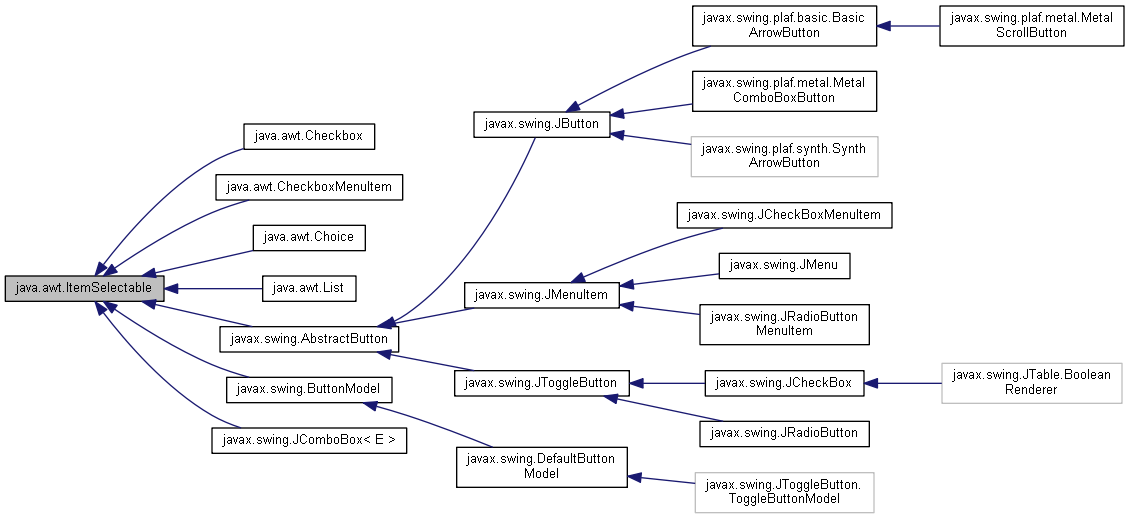 javax.swing.plaf.basic.Basic
ArrowButton
javax.swing.plaf.metal.Metal
ScrollButton
javax.swing.plaf.metal.Metal
ComboBoxButton
javax.swing.JButton
java.awt.Checkbox
javax.swing.plaf.synth.Synth
ArrowButton
java.awt.CheckboxMenuItem
javax.swing.JCheckBoxMenuItem
java.awt.Choice
javax.swing.JMenu
java.awt.ItemSelectable
java.awt.List
javax.swing.JMenuItem
javax.swing.JRadioButton
MenuItem
javax.swing.AbstractButton
javax.swing.JToggleButton
javax.swing.JCheckBox
javax.swing.JTable.Boolean
Renderer
javax.swing.ButtonModel
javax.swing.JRadioButton
javax.swing.JComboBox< E >
javax.swing.DefaultButton
Model
javax.swing.JToggleButton.
ToggleButtonModel